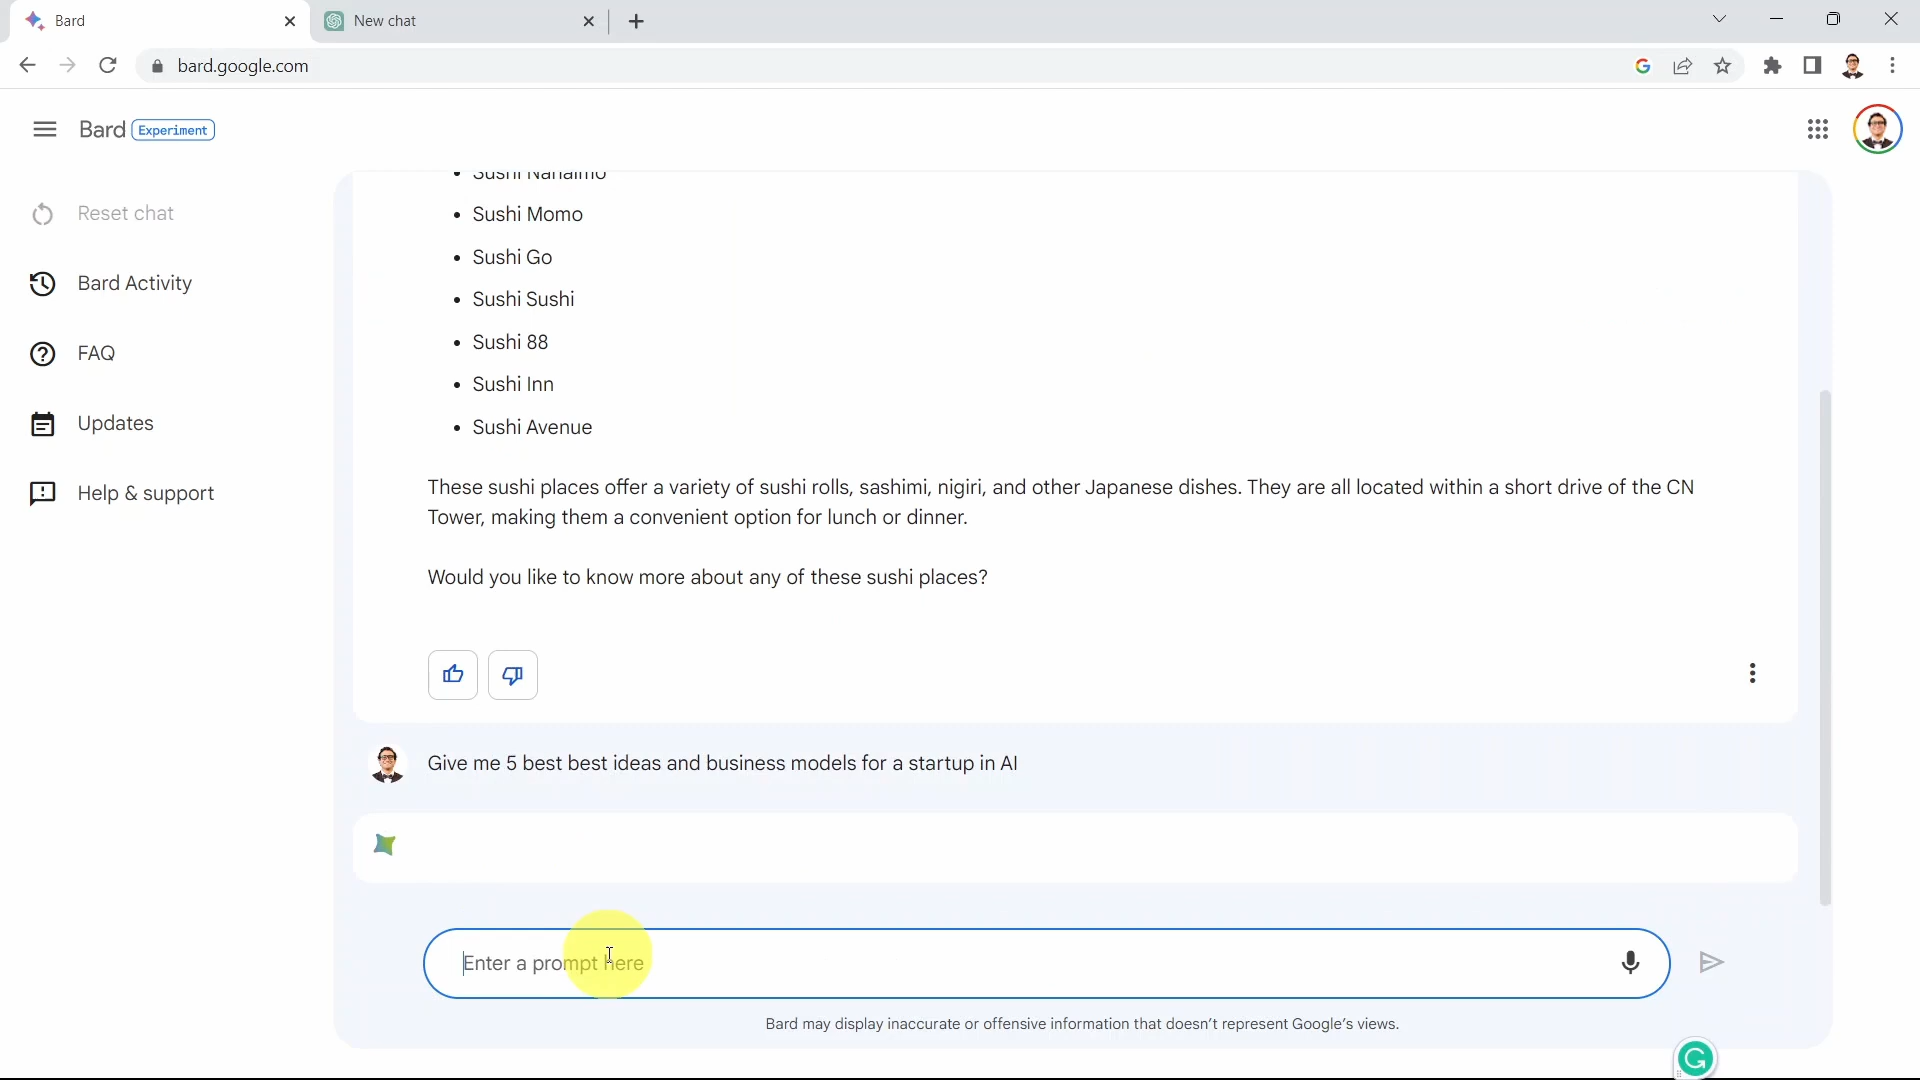 Bard
New chat
bard.google.com
Bard Experiment
Reset chat
Bard Activity
FAQ
Updates
Help & support
Sushi Nanaimo
Sushi Momo
Sushi Go
Sushi Sushi
Sushi 88
Sushi Inn
Sushi Avenue
These sushi places offer a variety of sushi rolls, sashimi, nigiri, and other Japanese dishes. They are all located within a short drive of the CN
Tower, making them a convenient option for lunch or dinner.
Would you like to know more about any of these sushi places?
Give me 5 best best ideas and business models for a startup in AI
Enter a prompt here
Bard may display inaccurate or offensive information that doesn't represent Google's views.